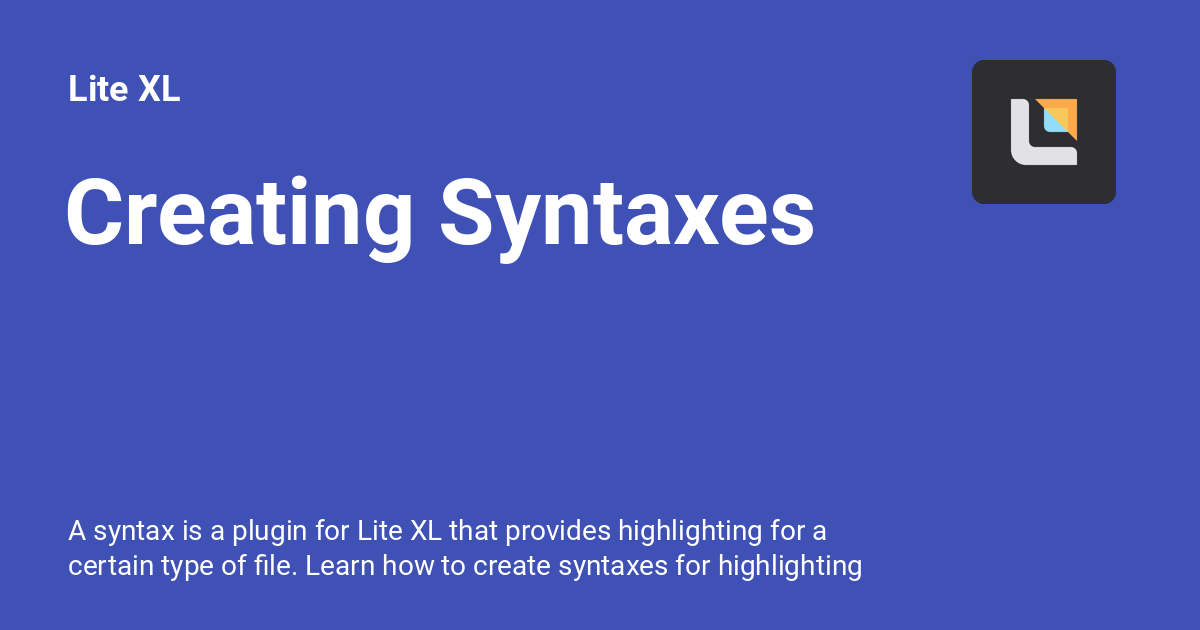 Lite XL
Creating Syntaxes
A syntax is a plugin for Lite XL that provides highlighting for a
certain type of file. Learn how to create syntaxes for highlighting